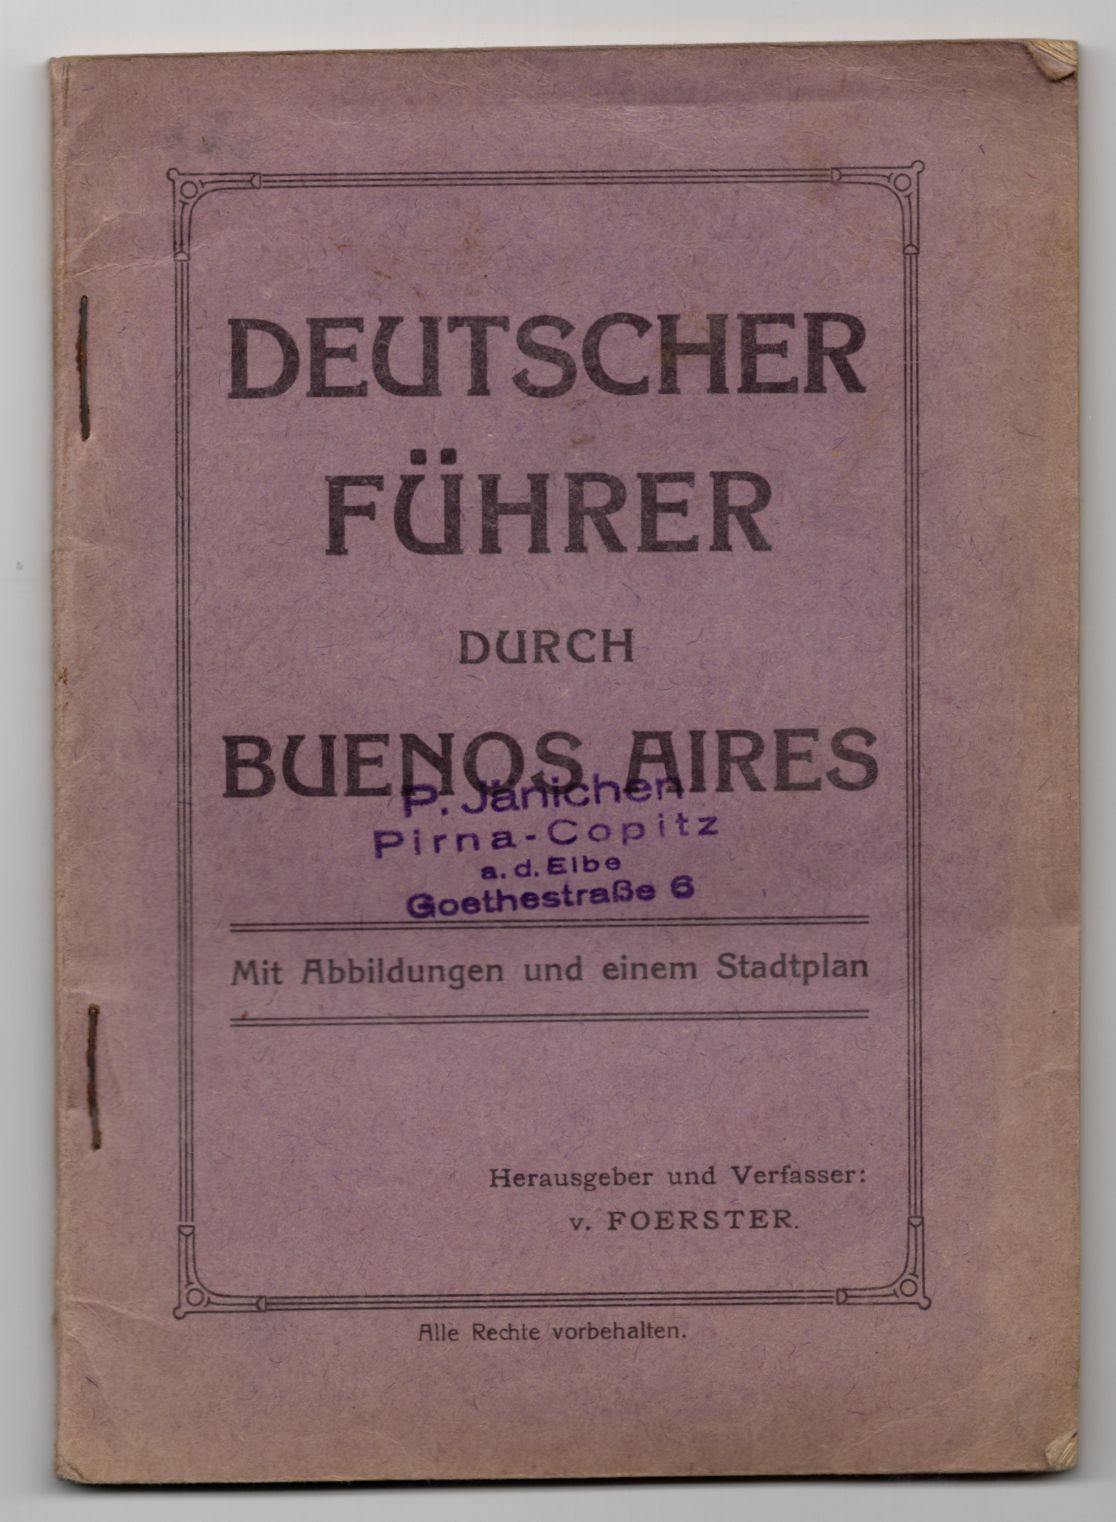 DEUTSCHER
FÜHRER
DURCH
BUENOS AIRES
P. Jänichen
Pirna-Copitz
a. d. Elbe
Goethestraße 6
Mit Abbildungen und einem Stadtplan
Herausgeber und Verfasser:
v. FOERSTER.
Alle Rechte vorbehalten.